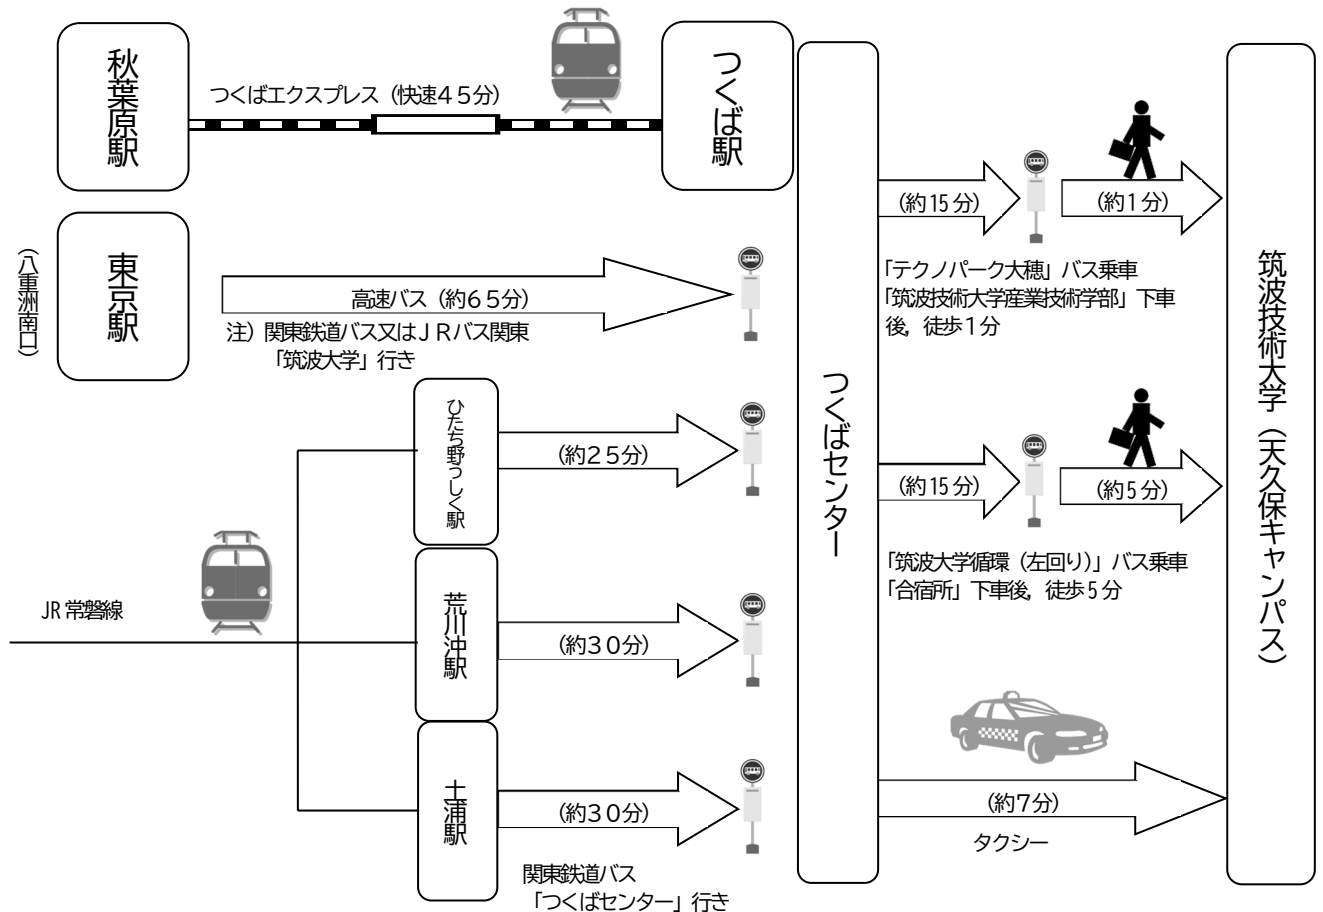 秋葉原駅
つくばエクスプレス（快速４５分）
つくば駅
東京駅
（八重洲南口）
高速バス（約６５分）
注）関東鉄道バス又はＪＲバス関東
「筑波大学」行き
JR 常磐線
ひたち野うしく駅
（約２５分）
荒川沖駅
（約３０分）
土浦駅
（約３０分）
関東鉄道バス
「つくばセンター」行き
つくばセンター
（約15 分）
（約１分）
「テクノパーク大穂」バス乗車
「筑波技術大学産業技術学部」下車
後，徒歩１分
（約15 分）
（約５分）
「筑波大学循環（左回り）」バス乗車
「合宿所」下車後，徒歩５分
（約７分）
タクシー
筑波技術大学（天久保キャンパス）